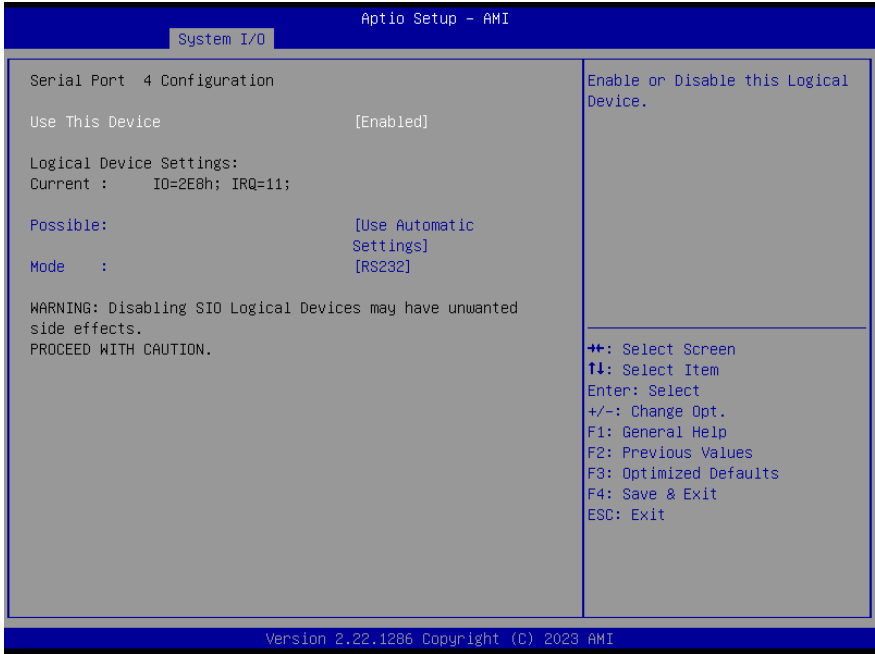 Aptio Setup – AMI
System I/O
Serial Port 4 Configuration
Use This Device [Enabled]
Logical Device Settings:
Current : IO=2E8h; IRQ=11;
Possible: [Use Automatic
Settings]
Mode : [RS232]
WARNING: Disabling SIO Logical Devices may have unwanted
side effects.
PROCEED WITH CAUTION.
Enable or Disable this Logical
Device.
→←: Select Screen
↑↓: Select Item
Enter: Select
+/-: Change Opt.
F1: General Help
F2: Previous Values
F3: Optimized Defaults
F4: Save & Exit
ESC: Exit
Version 2.22.1286 Copyright (C) 2023 AMI